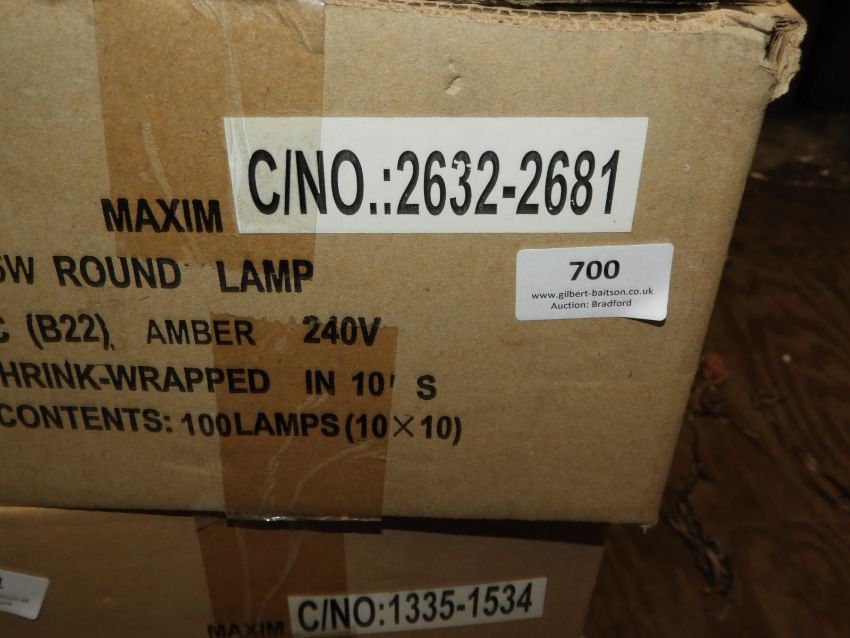 C/NO.:2632-2681
MAXIM
W ROUND LAMP
700
www.gilbert-baitson.co.uk
Auction: Bradford
(B22), AMBER 240V
HRINK-WRAPPED IN 10' S
CONTENTS: 100LAMPS (10×10)
C/NO:1335-1534
MAXIM